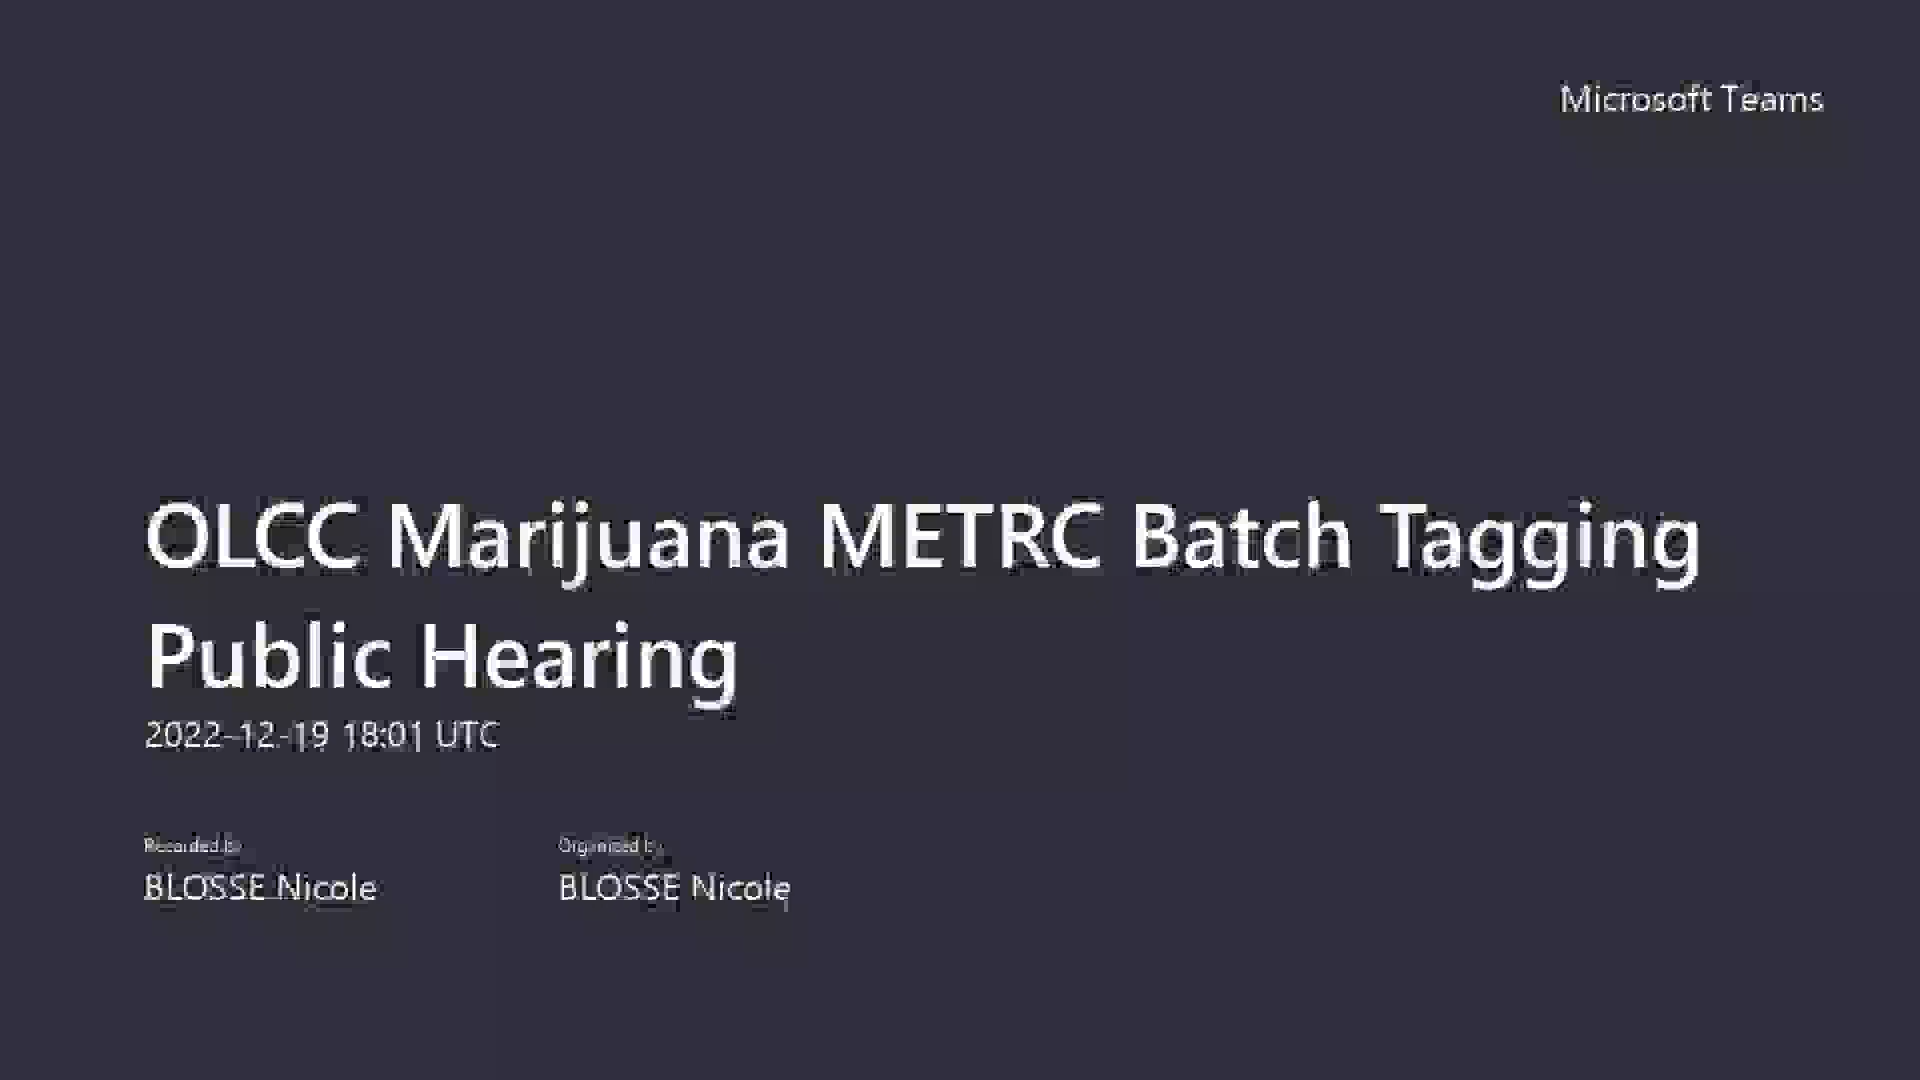 Microsoft Teams
OLCC Marijuana METRC Batch Tagging
Public Hearing
2022-12-19 18:01 UTC
Recorded by
Organized by
BLOSSE Nicole
BLOSSE Nicole